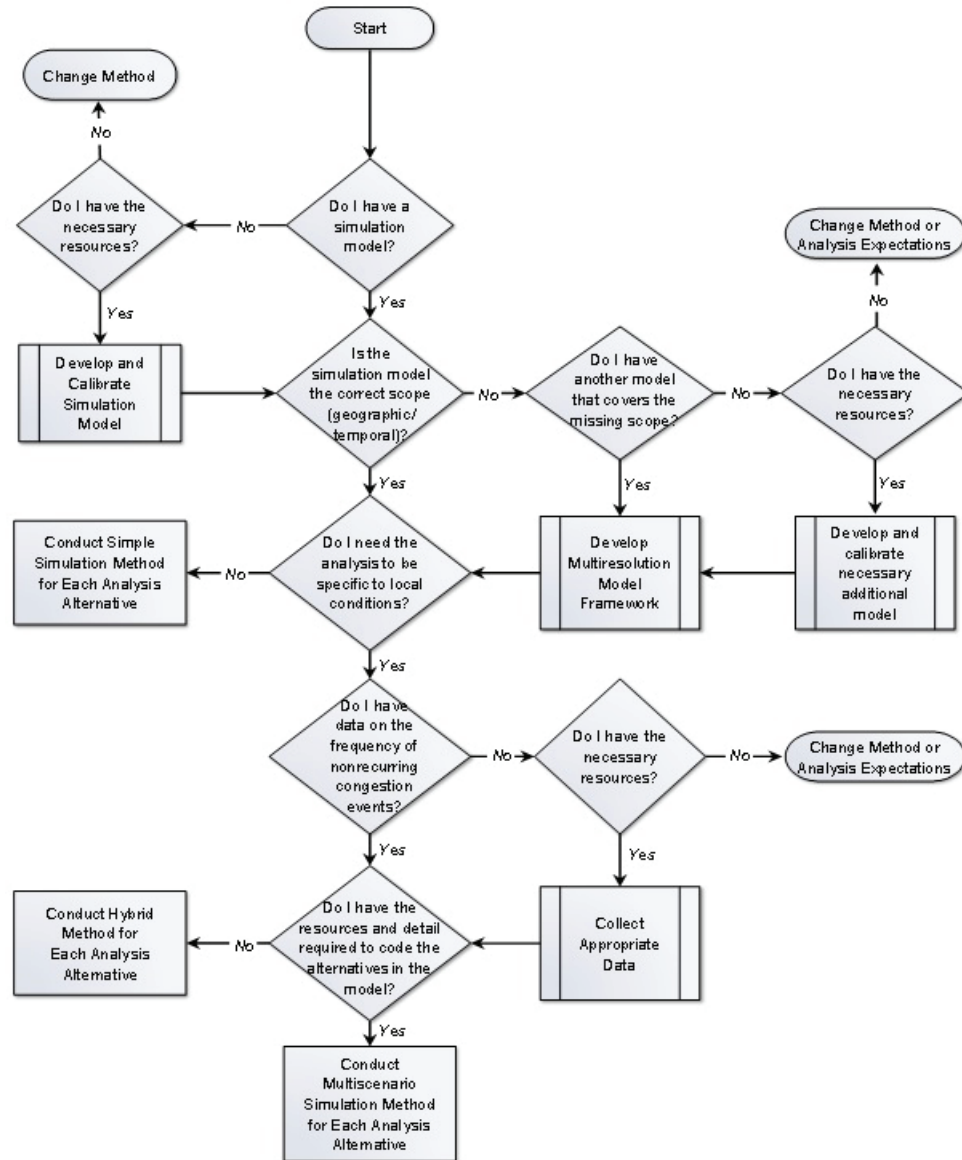 Start
Change Method
No
Do I have the
necessary
resources?
No
Do I have a
simulation
model?
Change Method or
Analysis Expectations
No
Yes
Yes
Develop and
Calibrate
Simulation
Model
Is the
simulation model
the correct scope
(geographic/
temporal)?
No
Do I have
another model
that covers the
missing scope?
No
Do I have the
necessary
resources?
Yes
Yes
Yes
Conduct Simple
Simulation Method
for Each Analysis
Alternative
No
Do I need the
analysis to be
specific to local
conditions?
Develop
Multiresolution
Model
Framework
Develop and
calibrate
necessary
additional
model
Yes
Do I have
data on the
frequency of
nonrecurring
congestion
events?
No
Do I have the
necessary
resources?
No
Change Method or
Analysis Expectations
Yes
Yes
Conduct Hybrid
Method for
Each Analysis
Alternative
No
Do I have the
resources and detail
required to code the
alternatives in the
model?
Collect
Appropriate
Data
Yes
Conduct
Multiscenario
Simulation Method
for Each Analysis
Alternative